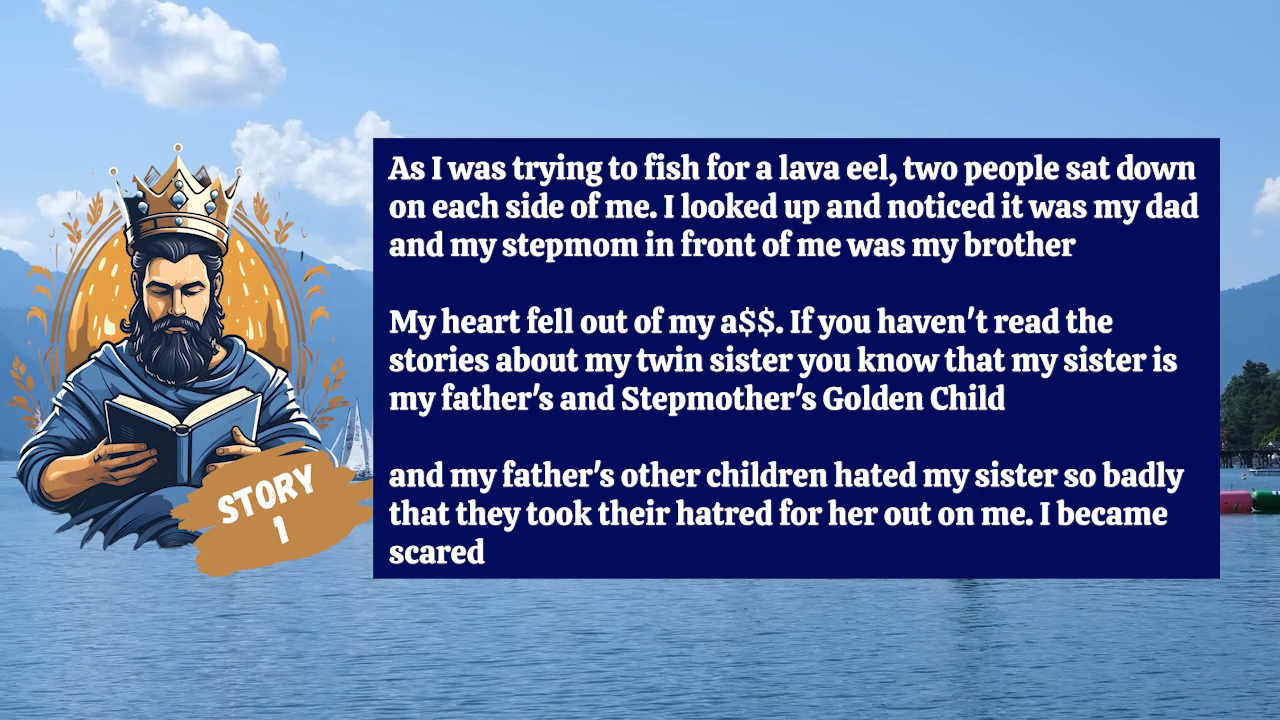 As I was trying to fish for a lava eel, two people sat down
on each side of me. I looked up and noticed it was my dad
and my stepmom in front of me was my brother
My heart fell out of my a$$. If you haven't read the
stories about my twin sister you know that my sister is
my father's and Stepmother's Golden Child
and my father's other children hated my sister so badly
that they took their hatred for her out on me. I became
scared
STORY
1